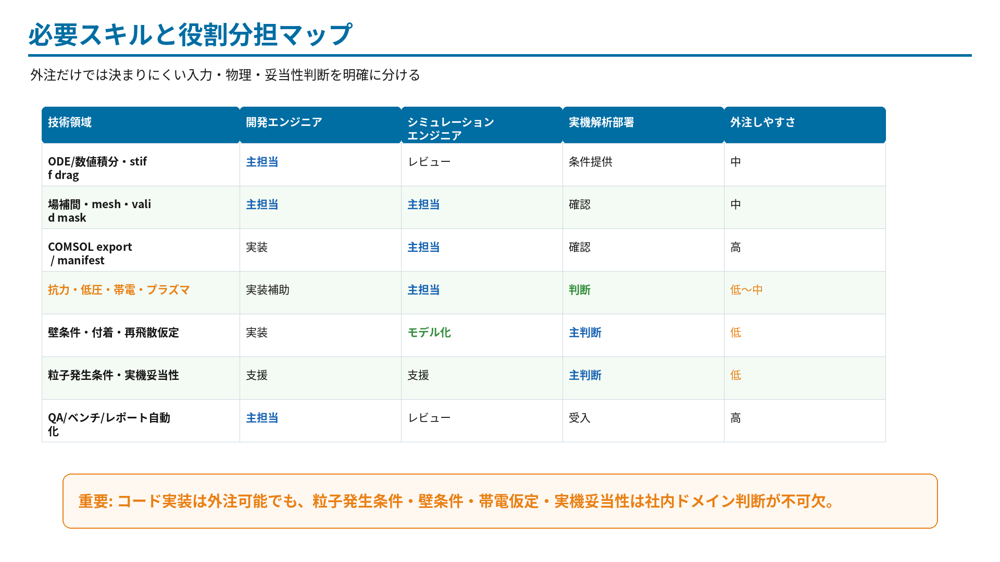 必要スキルと役割分担マップ
外注だけでは決まりにくい入力・物理・妥当性判断を明確に分ける
技術領域 開発エンジニア シミュレーション 実機解析部署 外注しやすさ
エンジニア
ODE/数値積分・stif 主担当 レビュー 条件提供 中
f drag
場補間・mesh・vali 主担当 主担当 確認 中
d mask
COMSOL export 実装 主担当 確認 高
/ manifest
抗力・低圧・帯電・プラズマ 実装補助 主担当 判断 低〜中
壁条件・付着・再飛散仮定 実装 モデル化 主判断 低
粒子発生条件・実機妥当性 支援 支援 主判断 低
QA/ベンチ/レポート自動 主担当 レビュー 受入 高
化
重要: コード実装は外注可能でも、粒子発生条件・壁条件・帯電仮定・実機妥当性は社内ドメイン判断が不可欠。